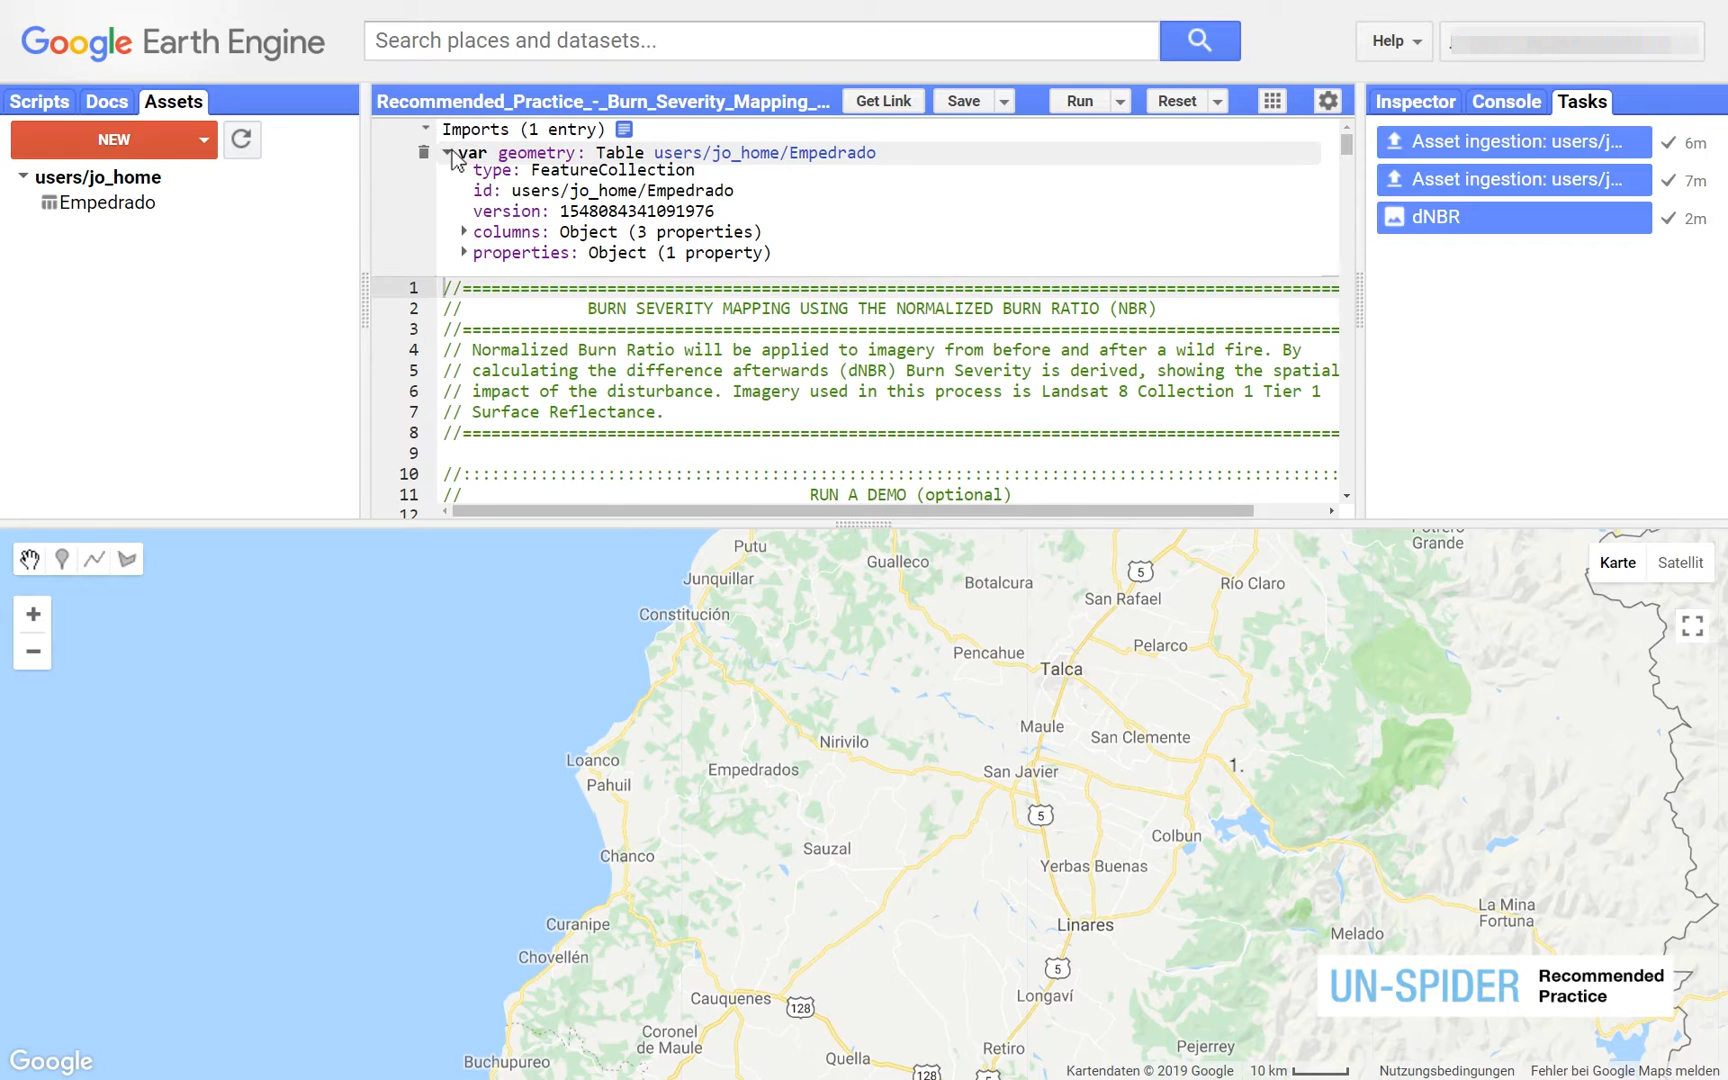 Google Earth Engine
Search places and datasets...
Help
Scripts Docs Assets
Recommended_Practice_-_Burn_Severity_Mapping_...
Get Link Save Run Reset
Inspector Console Tasks
NEW
users/jo_home
Empedrado
Imports (1 entry)
var geometry: Table users/jo_home/Empedrado
type: FeatureCollection
id: users/jo_home/Empedrado
version: 1548084341091976
columns: Object (3 properties)
properties: Object (1 property)
1 //==============================================================
2 // BURN SEVERITY MAPPING USING THE NORMALIZED BURN RATIO (NBR)
3 //==============================================================
4 // Normalized Burn Ratio will be applied to imagery from before and after a wild fire. By
5 // calculating the difference afterwards (dNBR) Burn Severity is derived, showing the spatial
6 // impact of the disturbance. Imagery used in this process is Landsat 8 Collection 1 Tier 1
7 // Surface Reflectance.
8 //==============================================================
9
10 //::::::::::::::::::::::::::::::::::::::::::::::::::::::::::::::
11 // RUN A DEMO (optional)
12
Asset ingestion: users/j... 6m
Asset ingestion: users/j... 7m
dNBR 2m
Karte Satellit
Grande
Putu
Gualleco
Junquillar
Botalcura
5
Río Claro
San Rafael
Constitución
Pencahue
Pelarco
Talca
Maule
San Clemente
Nirivilo
Loanco
Empedrados
San Javier
1.
Pahuil
5
Colbun
Sauzal
Chanco
Yerbas Buenas
Curanipe
Linares
La Mina
Fortuna
Melado
Chovellén
5
Cauquenes
128
Longaví
UN-SPIDER Recommended
Practice
Coronel
de Maule
Buchupureo
Quella
128
Retiro
5
Pejerrey
Google
Kartendaten © 2019 Google 10 km Nutzungsbedingungen Fehler bei Google Maps melden